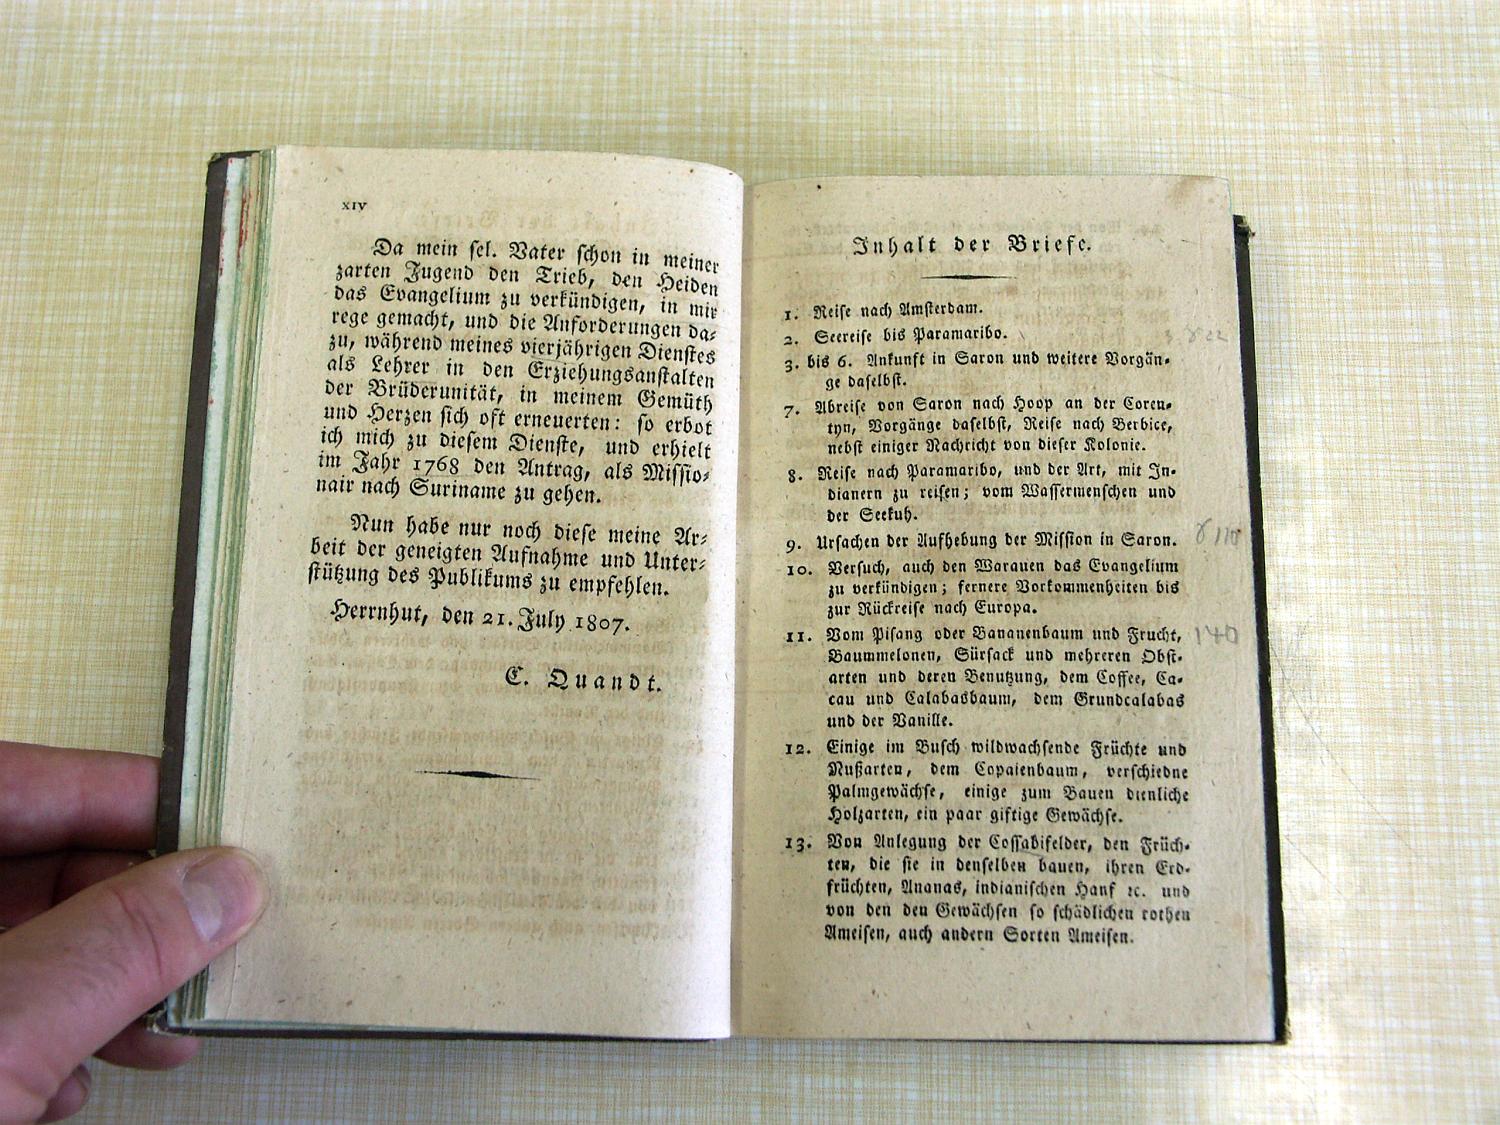 XIV
Da mein sel. Vater schon in meiner
zarten Jugend den Trieb, den Heiden
das Evangelium zu verkündigen, in mir
rege gemacht, und die Anforderungen da⸗
zu, während meines vierjährigen Dienstes
als Lehrer in den Erziehungsanstalten
der Brüderunität, in meinem Gemüth
und Herzen sich oft erneuerten: so erbot
ich mich zu diesem Dienste, und erhielt
im Jahr 1768 den Antrag, als Missio⸗
nair nach Suriname zu gehen.
Nun habe nur noch diese meine Ar⸗
beit der geneigten Aufnahme und Unter⸗
stützung des Publikums zu empfehlen.
Herrnhut, den 21. July 1807.
C. Quandt.
Inhalt der Briefe.
1. Reise nach Amsterdam.
2. Seereise bis Paramaribo.
3. bis 6. Ankunft in Saron und weitere Vorgän⸗
ge daselbst.
7. Abreise von Saron nach Hoop an der Coren⸗
tyn, Vorgänge daselbst, Reise nach Berbice,
nebst einiger Nachricht von dieser Kolonie.
8. Reise nach Paramaribo, und der Art, mit In⸗
dianern zu reisen; vom Wassermenschen und
der Seekuh.
9. Ursachen der Aufhebung der Mission in Saron. 110
10. Versuch, auch den Warauen das Evangelium
zu verkündigen; fernere Vorkommenheiten bis
zur Rückreise nach Europa.
11. Vom Pisang oder Bananenbaum und Frucht, 140
Baummelonen, Sürsack und mehreren Obst⸗
arten und deren Benutzung, dem Coffee, Ca⸗
cau und Calabasbaum, dem Grundcalabas
und der Vanille.
12. Einige im Busch wildwachsende Früchte und
Nußarten, dem Copaienbaum, verschiedne
Palmgewächse, einige zum Bauen dienliche
Holzarten, ein paar giftige Gewächse.
13. Von Anlegung der Cossabifelder, den Früch⸗
ten, die sie in denselben bauen, ihren Erd⸗
früchten, Ananas, indianischen Hanf ꝛc. und
von den den Gewächsen so schädlichen rothen
Ameisen, auch andern Sorten Ameisen.